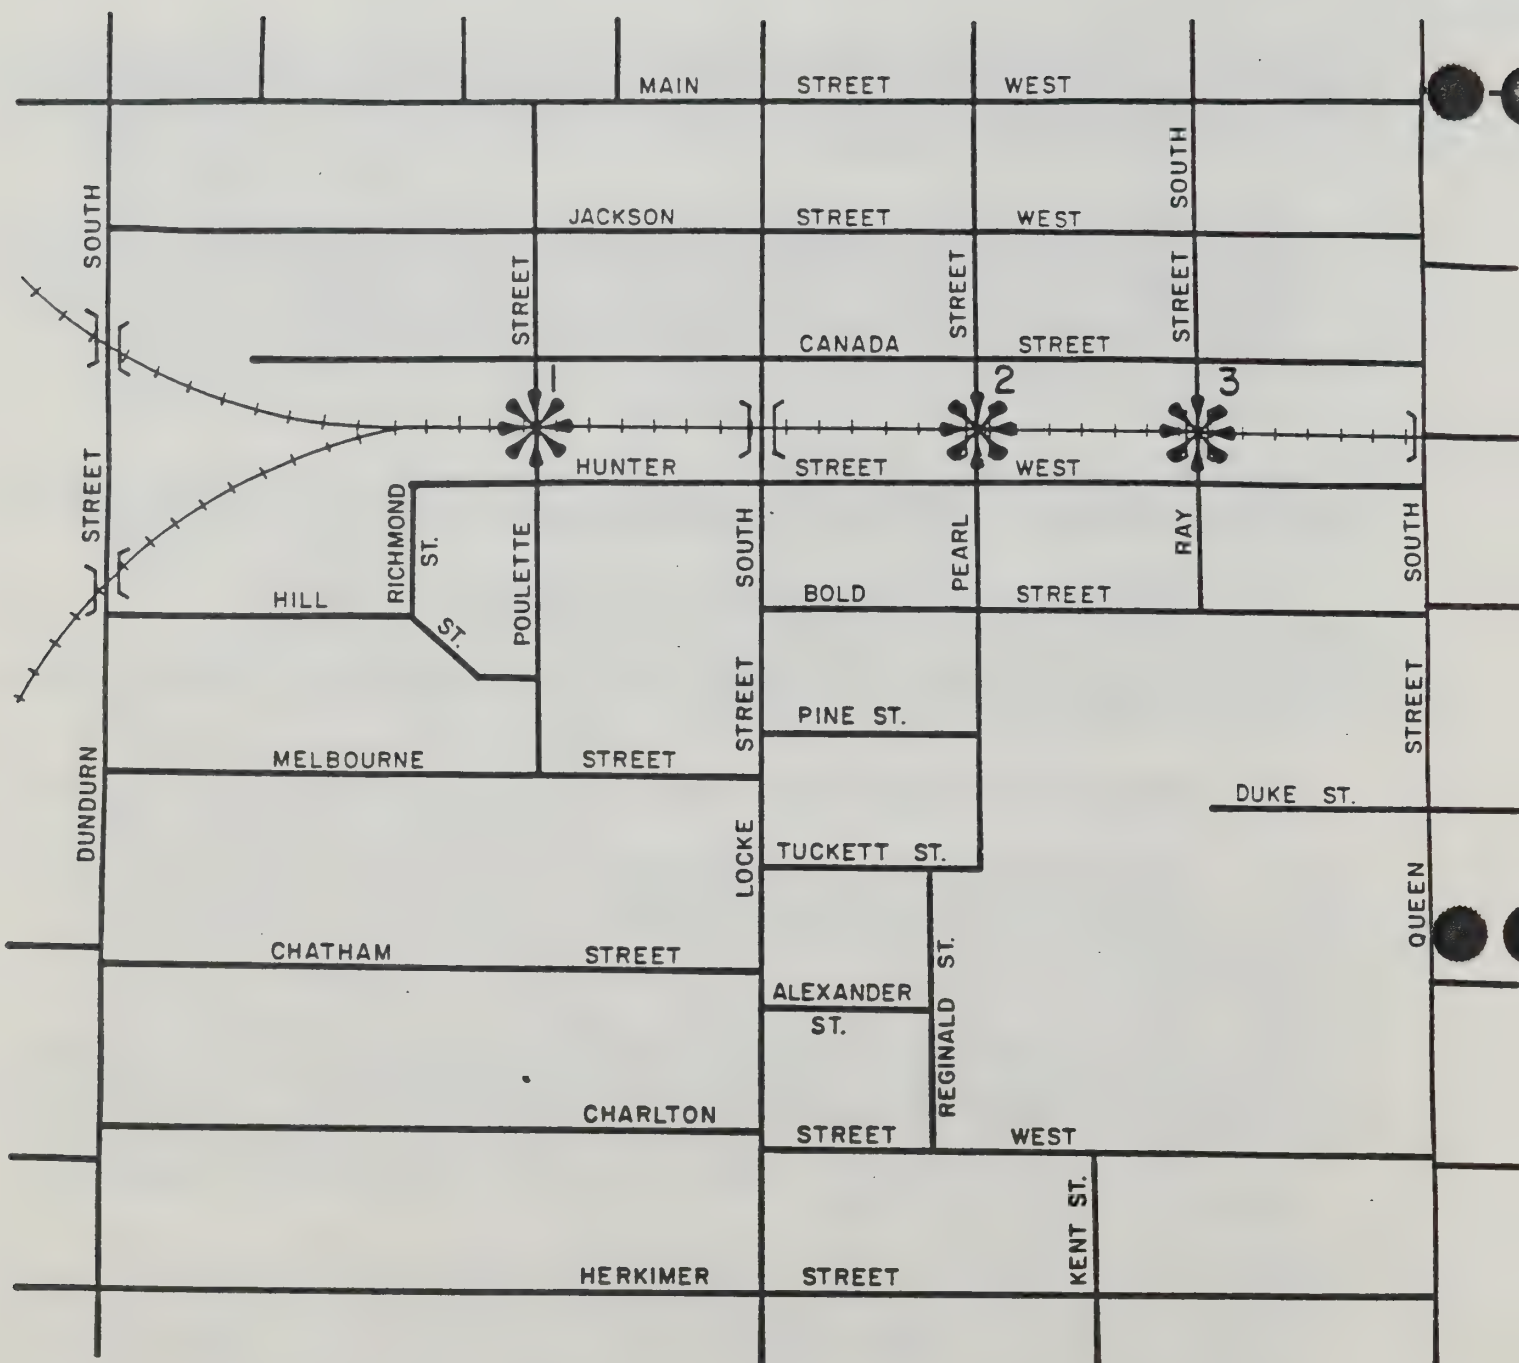 MAIN STREET WEST
SOUTH
SOUTH
JACKSON STREET WEST
STREET
STREET
STREET
CANADA STREET
1
2
3
HUNTER STREET WEST
STREET
RICHMOND ST.
POULETTE
SOUTH
PEARL
RAY
SOUTH
HILL ST.
BOLD STREET
STREET
STREET
PINE ST.
MELBOURNE STREET
DUNDURN
DUKE ST.
LOCKE
TUCKETT ST.
QUEEN
CHATHAM STREET
ALEXANDER
ST.
REGINALD ST.
CHARLTON STREET WEST
KENT ST.
HERKIMER STREET